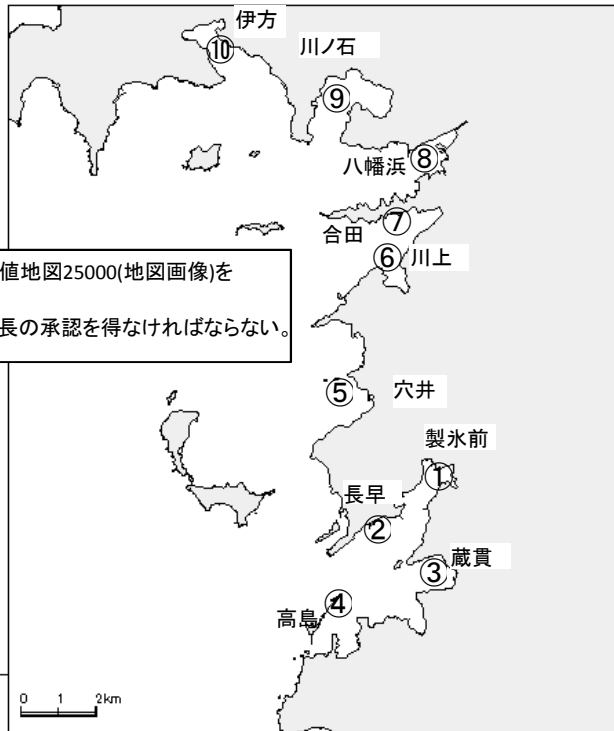 伊方
⑩
川ノ石
⑨
八幡浜
⑧
合田
⑦
⑥
川上
値地図25000(地図画像)を
長の承認を得なければならない。
⑤
穴井
製氷前
①
長早
②
蔵貫
③
高島
④
0 1 2km